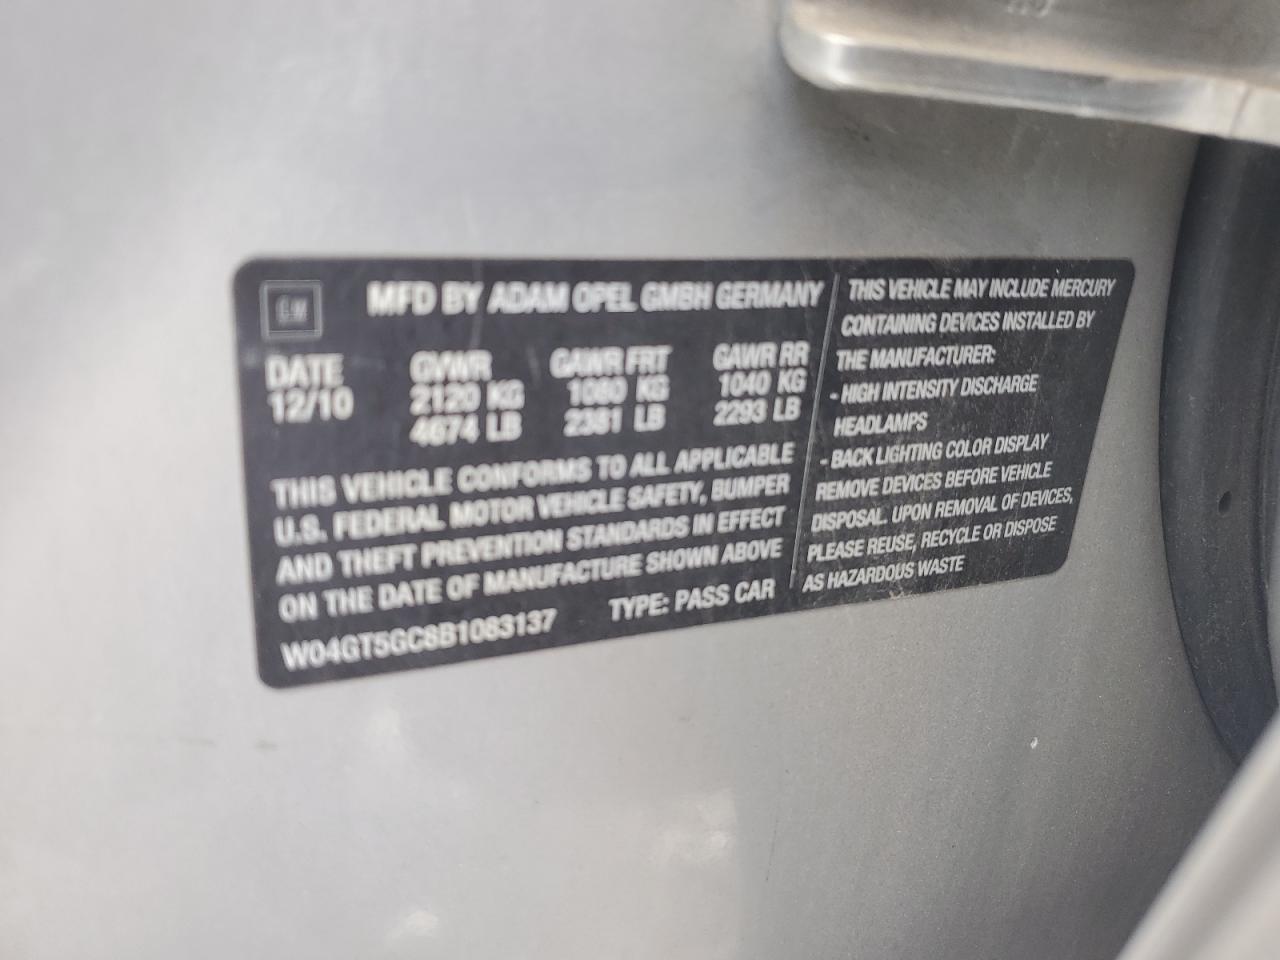 GM
MFD BY ADAM OPEL GMBH GERMANY
DATE GVWR GAWR FRT GAWR RR
12/10 2120 KG 1080 KG 1040 KG
4674 LB 2381 LB 2293 LB
THIS VEHICLE CONFORMS TO ALL APPLICABLE
U.S. FEDERAL MOTOR VEHICLE SAFETY, BUMPER
AND THEFT PREVENTION STANDARDS IN EFFECT
ON THE DATE OF MANUFACTURE SHOWN ABOVE
W04GT5GC8B1083137 TYPE: PASS CAR
THIS VEHICLE MAY INCLUDE MERCURY
CONTAINING DEVICES INSTALLED BY
THE MANUFACTURER:
- HIGH INTENSITY DISCHARGE
HEADLAMPS
- BACK LIGHTING COLOR DISPLAY
REMOVE DEVICES BEFORE VEHICLE
DISPOSAL. UPON REMOVAL OF DEVICES,
PLEASE REUSE, RECYCLE OR DISPOSE
AS HAZARDOUS WASTE